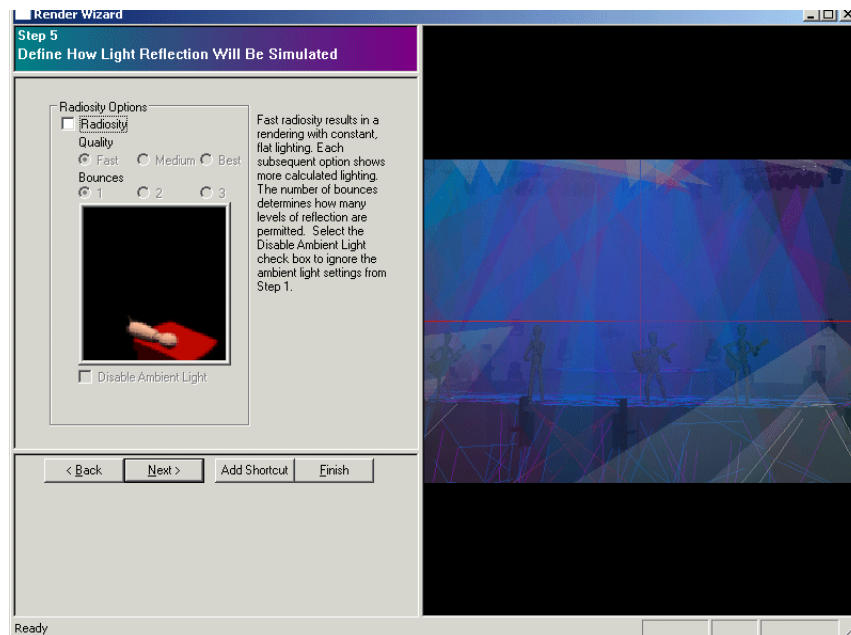 Render Wizard
Step 5
Define How Light Reflection Will Be Simulated
Radiosity Options
Radiosity
Quality
Fast Medium Best
Bounces
1 2 3
Disable Ambient Light
Fast radiosity results in a
rendering with constant,
flat lighting. Each
subsequent option shows
more calculated lighting.
The number of bounces
determines how many
levels of reflection are
permitted. Select the
Disable Ambient Light
check box to ignore the
ambient light settings from
Step 1.
< Back Next > Add Shortcut Finish
Ready